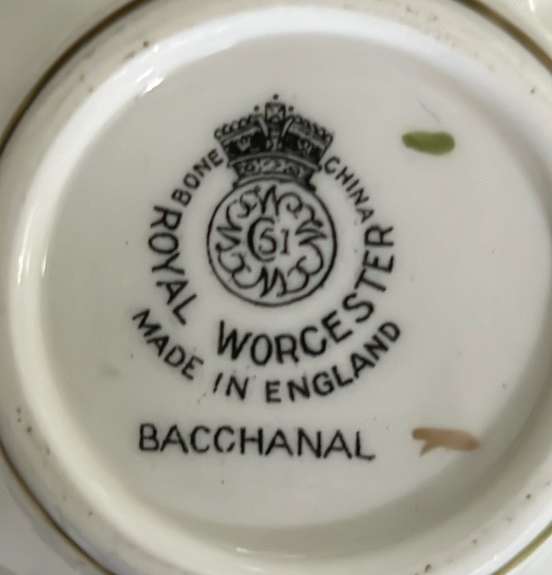 BONE CHINA
C 51
ROYAL WORCESTER
MADE IN ENGLAND
BACCHANAL